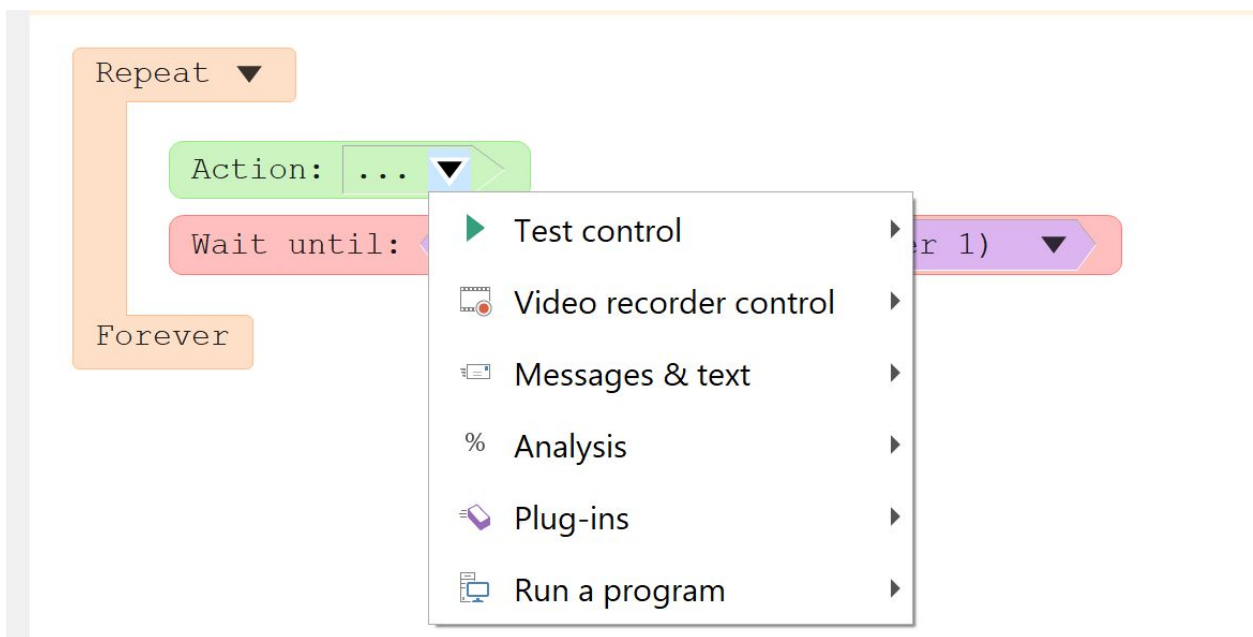 Repeat
Action: ...
Test control
Wait until: er 1)
Video recorder control
Forever
Messages & text
% Analysis
Plug-ins
Run a program